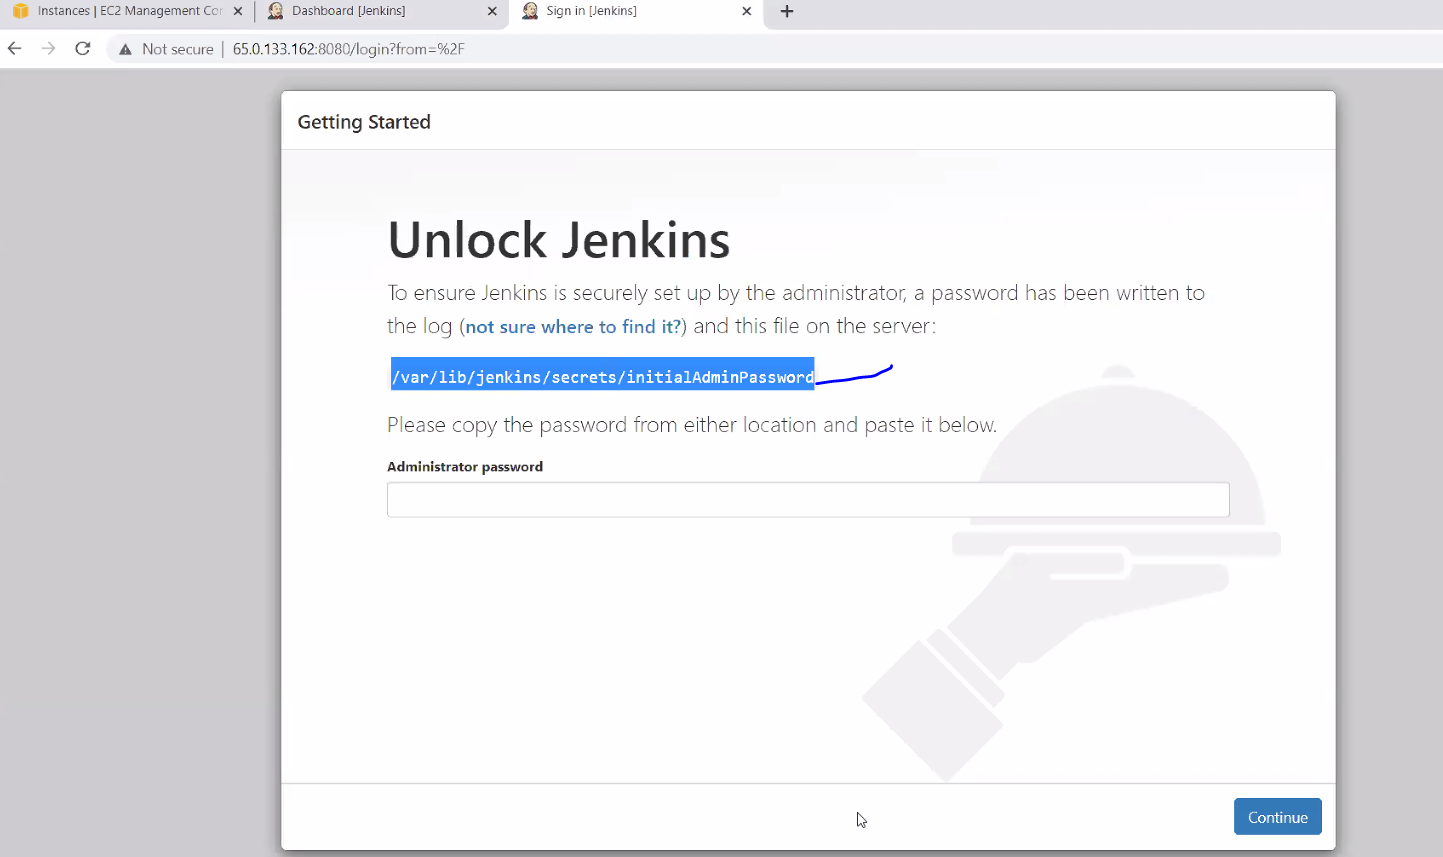 Instances | EC2 Management Cor
Dashboard [Jenkins]
Sign in [Jenkins]
Not secure | 65.0.133.162:8080/login?from=%2F
Getting Started
Unlock Jenkins
To ensure Jenkins is securely set up by the administrator, a password has been written to
the log (not sure where to find it?) and this file on the server:
/var/lib/jenkins/secrets/initialAdminPassword
Please copy the password from either location and paste it below.
Administrator password
Continue